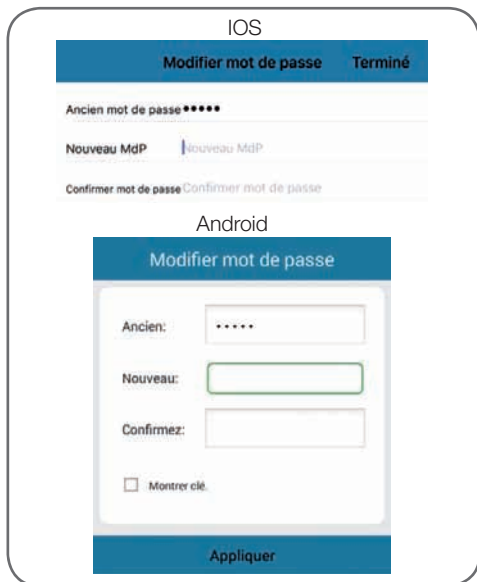 IOS
Modifier mot de passe Terminé
Ancien mot de passe •••••
Nouveau MdP Nouveau MdP
Confirmer mot de passe Confirmer mot de passe
Android
Modifier mot de passe
Ancien: •••••
Nouveau:
Confirmez:
Montrer clé.
Appliquer